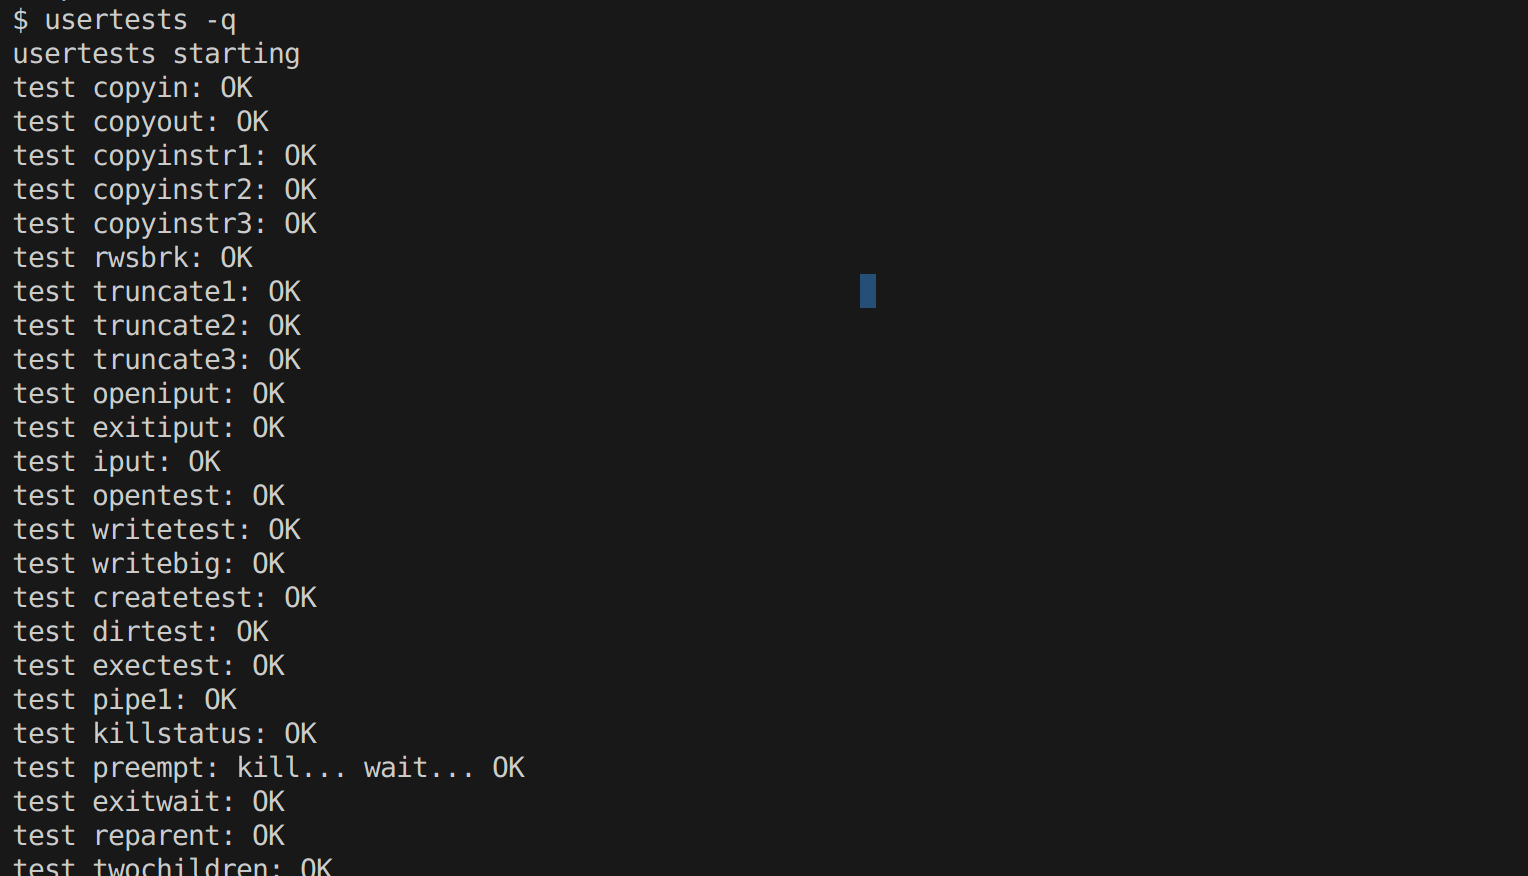 $ usertests -q
usertests starting
test copyin: OK
test copyout: OK
test copyinstr1: OK
test copyinstr2: OK
test copyinstr3: OK
test rwsbrk: OK
test truncate1: OK
test truncate2: OK
test truncate3: OK
test openiput: OK
test exitiput: OK
test iput: OK
test opentest: OK
test writetest: OK
test writebig: OK
test createtest: OK
test dirtest: OK
test exectest: OK
test pipe1: OK
test killstatus: OK
test preempt: kill... wait... OK
test exitwait: OK
test reparent: OK
test twochildren: OK